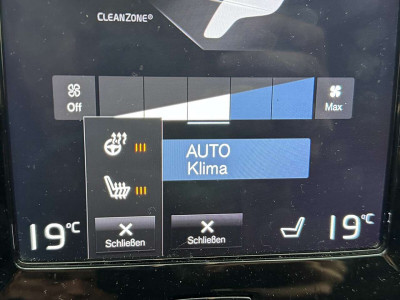 CLEANZONE®
Off
Max
AUTO
Klima
19°C
Schließen
Schließen
19°C